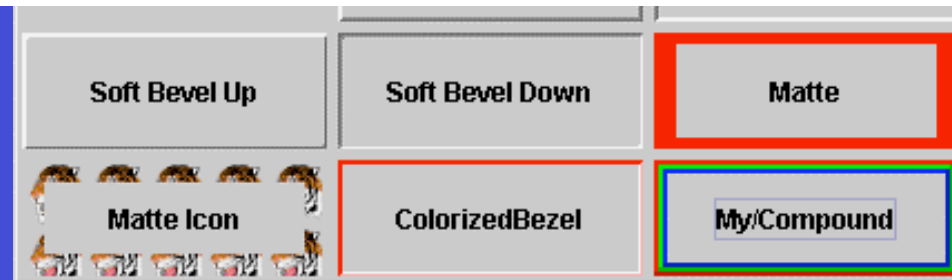 Soft Bevel Up
Soft Bevel Down
Matte
Matte Icon
ColorizedBezel
My/Compound